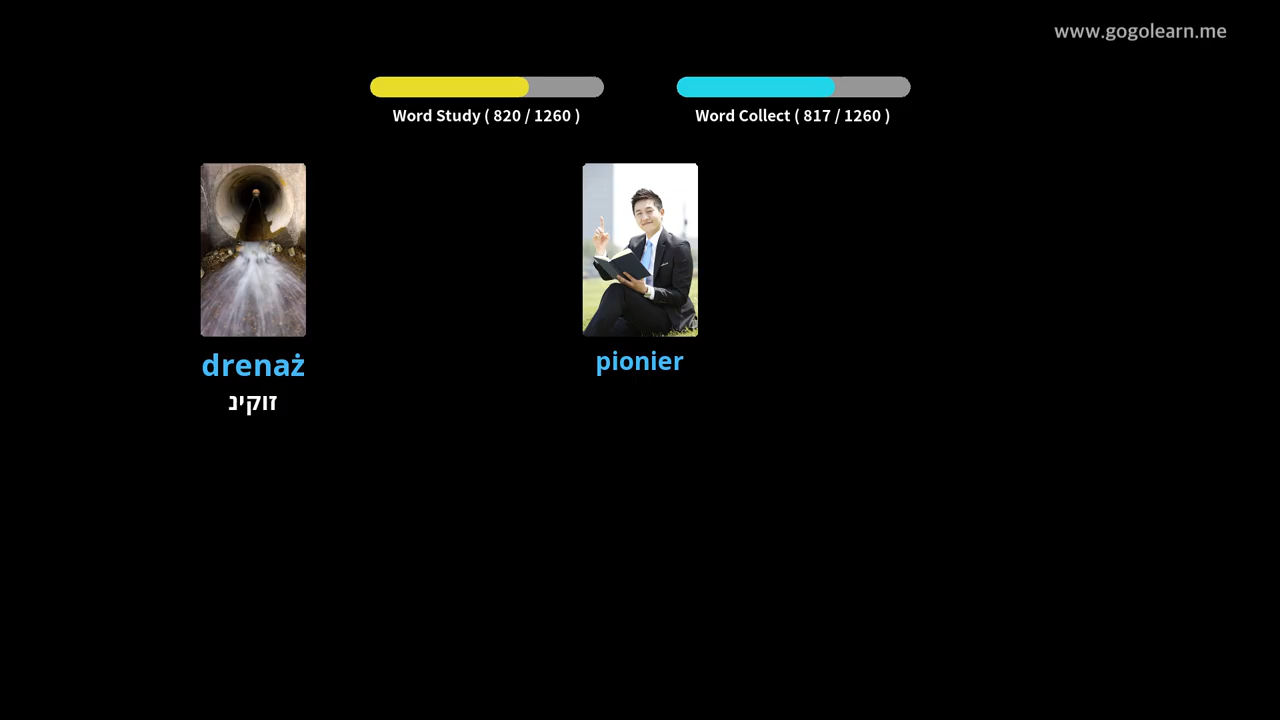 www.gogolearn.me
Word Study ( 820 / 1260 )
Word Collect ( 817 / 1260 )
drenaż
זוקינ
pionier